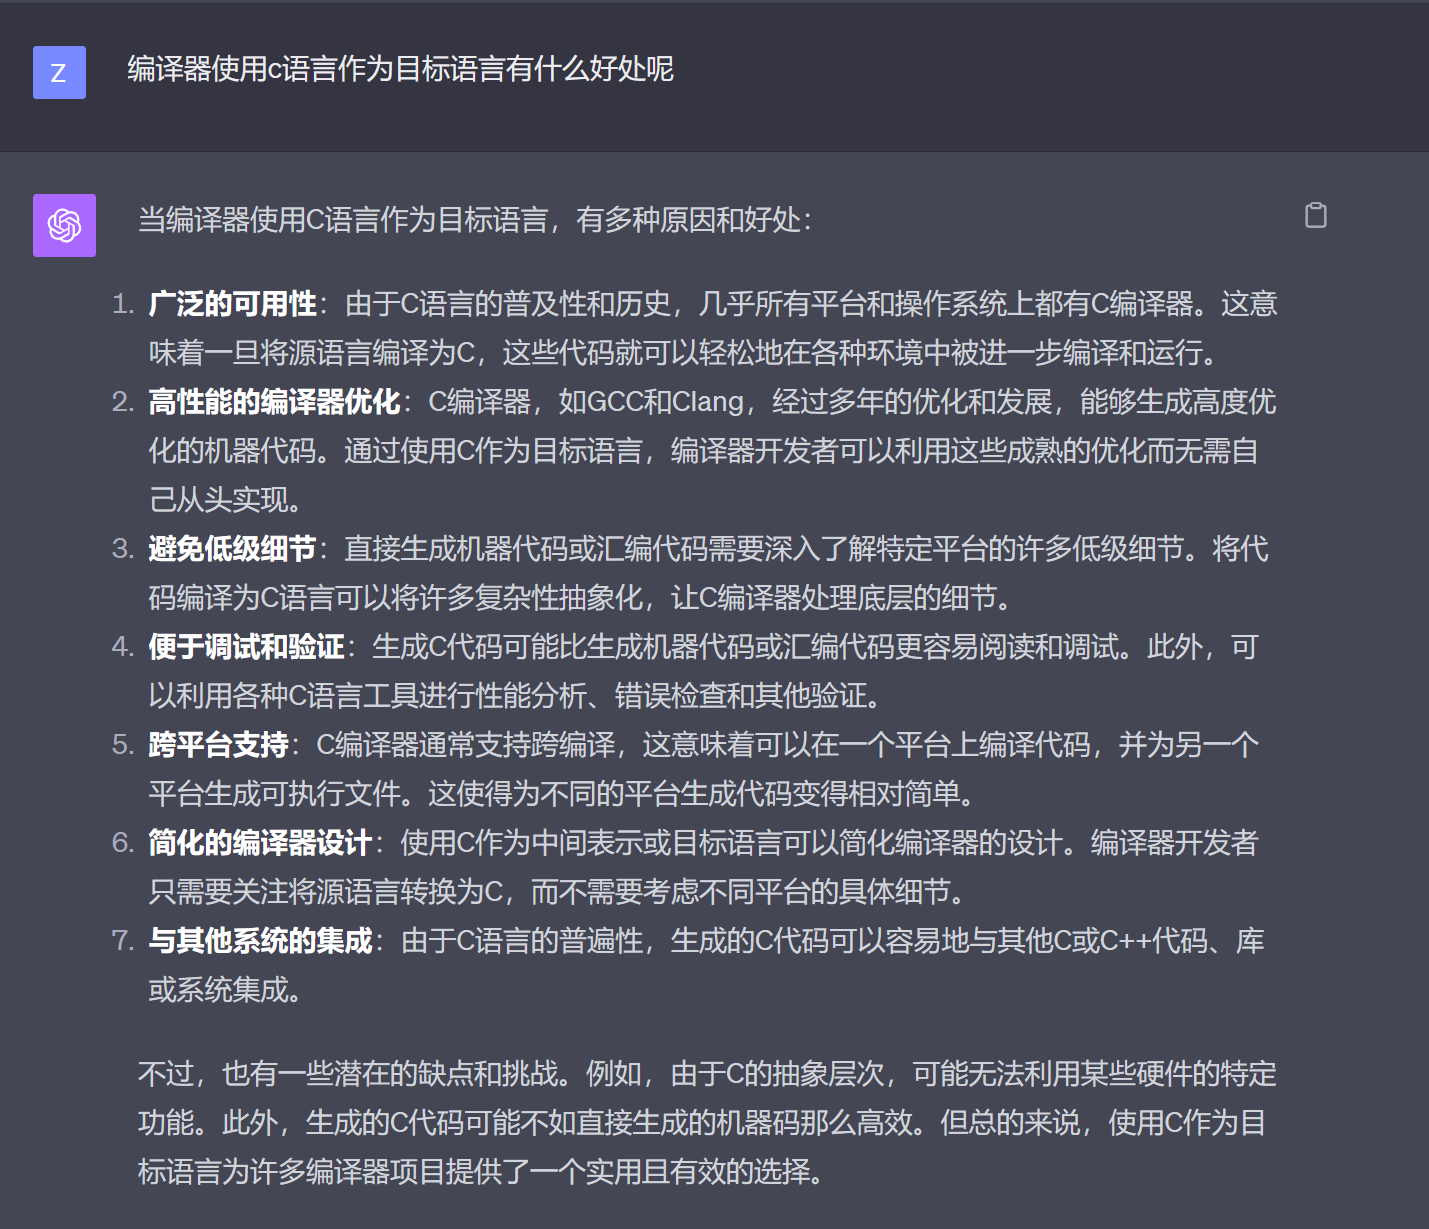 Z
编译器使用c语言作为目标语言有什么好处呢
当编译器使用C语言作为目标语言，有多种原因和好处：
1. 广泛的可用性：由于C语言的普及性和历史，几乎所有平台和操作系统上都有C编译器。这意
味着一旦将源语言编译为C，这些代码就可以轻松地在各种环境中被进一步编译和运行。
2. 高性能的编译器优化：C编译器，如GCC和Clang，经过多年的优化和发展，能够生成高度优
化的机器代码。通过使用C作为目标语言，编译器开发者可以利用这些成熟的优化而无需自
己从头实现。
3. 避免低级细节：直接生成机器代码或汇编代码需要深入了解特定平台的许多低级细节。将代
码编译为C语言可以将许多复杂性抽象化，让C编译器处理底层的细节。
4. 便于调试和验证：生成C代码可能比生成机器代码或汇编代码更容易阅读和调试。此外，可
以利用各种C语言工具进行性能分析、错误检查和其他验证。
5. 跨平台支持：C编译器通常支持跨编译，这意味着可以在一个平台上编译代码，并为另一个
平台生成可执行文件。这使得为不同的平台生成代码变得相对简单。
6. 简化的编译器设计：使用C作为中间表示或目标语言可以简化编译器的设计。编译器开发者
只需要关注将源语言转换为C，而不需要考虑不同平台的具体细节。
7. 与其他系统的集成：由于C语言的普遍性，生成的C代码可以容易地与其他C或C++代码、库
或系统集成。
不过，也有一些潜在的缺点和挑战。例如，由于C的抽象层次，可能无法利用某些硬件的特定
功能。此外，生成的C代码可能不如直接生成的机器码那么高效。但总的来说，使用C作为目
标语言为许多编译器项目提供了一个实用且有效的选择。